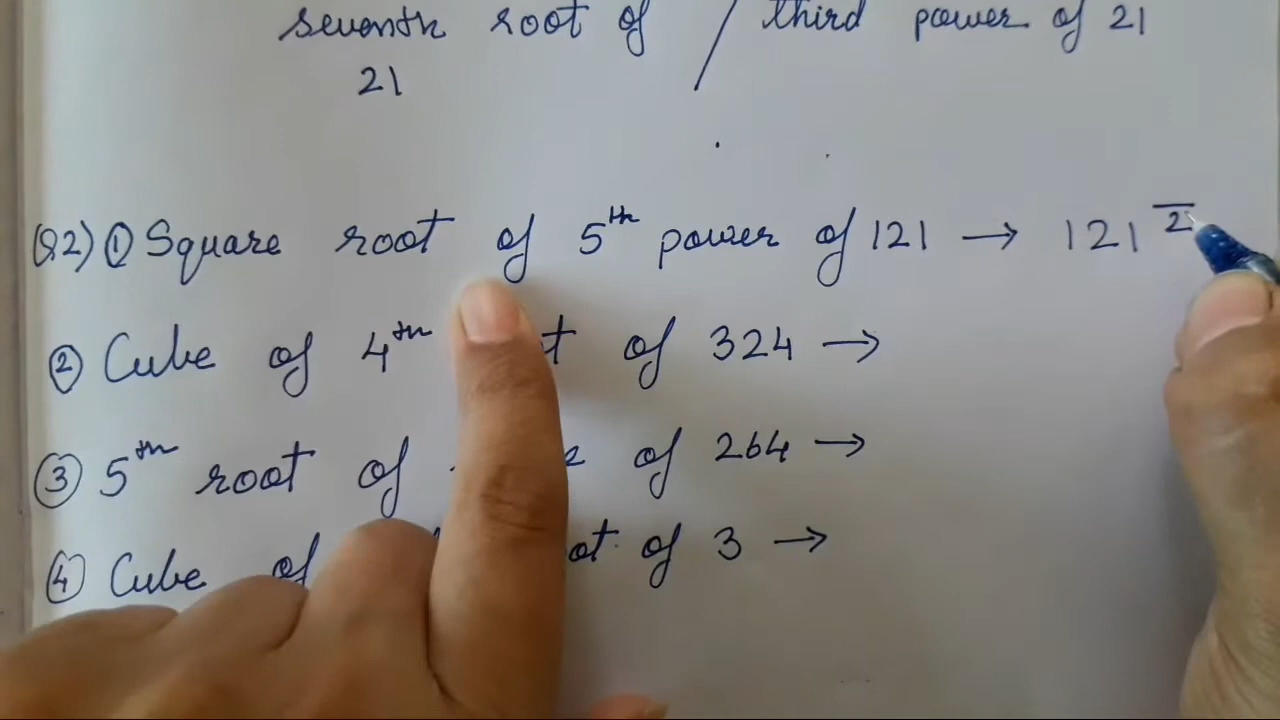 seventh root of / third power of 21
21
Q2) ① Square root of 5th power of 121 → 121 2
② Cube of 4th of 324 →
③ 5th root of of 264 →
④ Cube of of 3 →